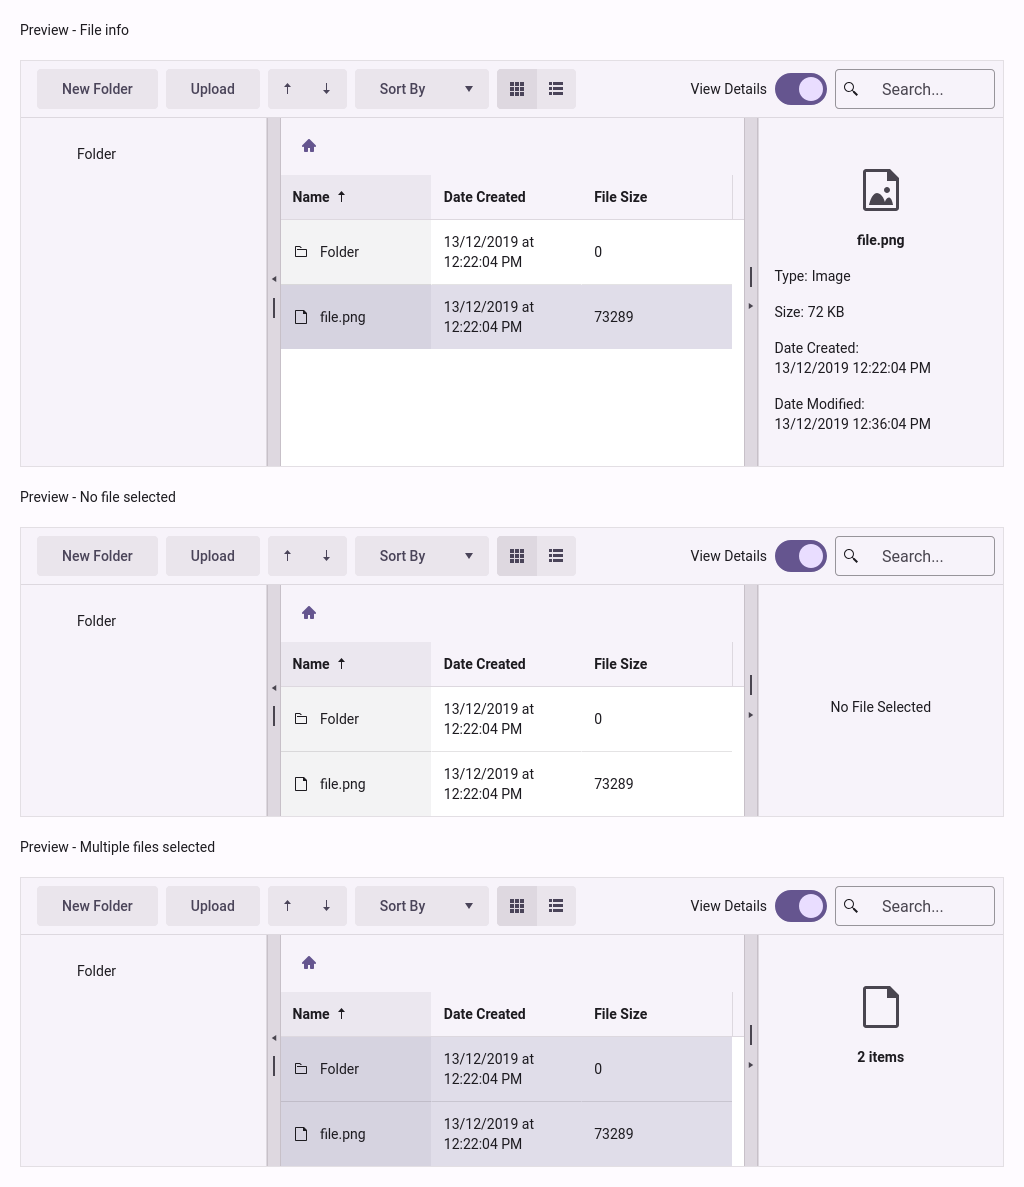 Preview - File info
New Folder Upload Sort By View Details Search...
Folder
Name Date Created File Size
Folder 13/12/2019 at 12:22:04 PM 0
file.png 13/12/2019 at 12:22:04 PM 73289
file.png
Type: Image
Size: 72 KB
Date Created:
13/12/2019 12:22:04 PM
Date Modified:
13/12/2019 12:36:04 PM
Preview - No file selected
New Folder Upload Sort By View Details Search...
Folder
Name Date Created File Size
Folder 13/12/2019 at 12:22:04 PM 0
file.png 13/12/2019 at 12:22:04 PM 73289
No File Selected
Preview - Multiple files selected
New Folder Upload Sort By View Details Search...
Folder
Name Date Created File Size
Folder 13/12/2019 at 12:22:04 PM 0
file.png 13/12/2019 at 12:22:04 PM 73289
2 items